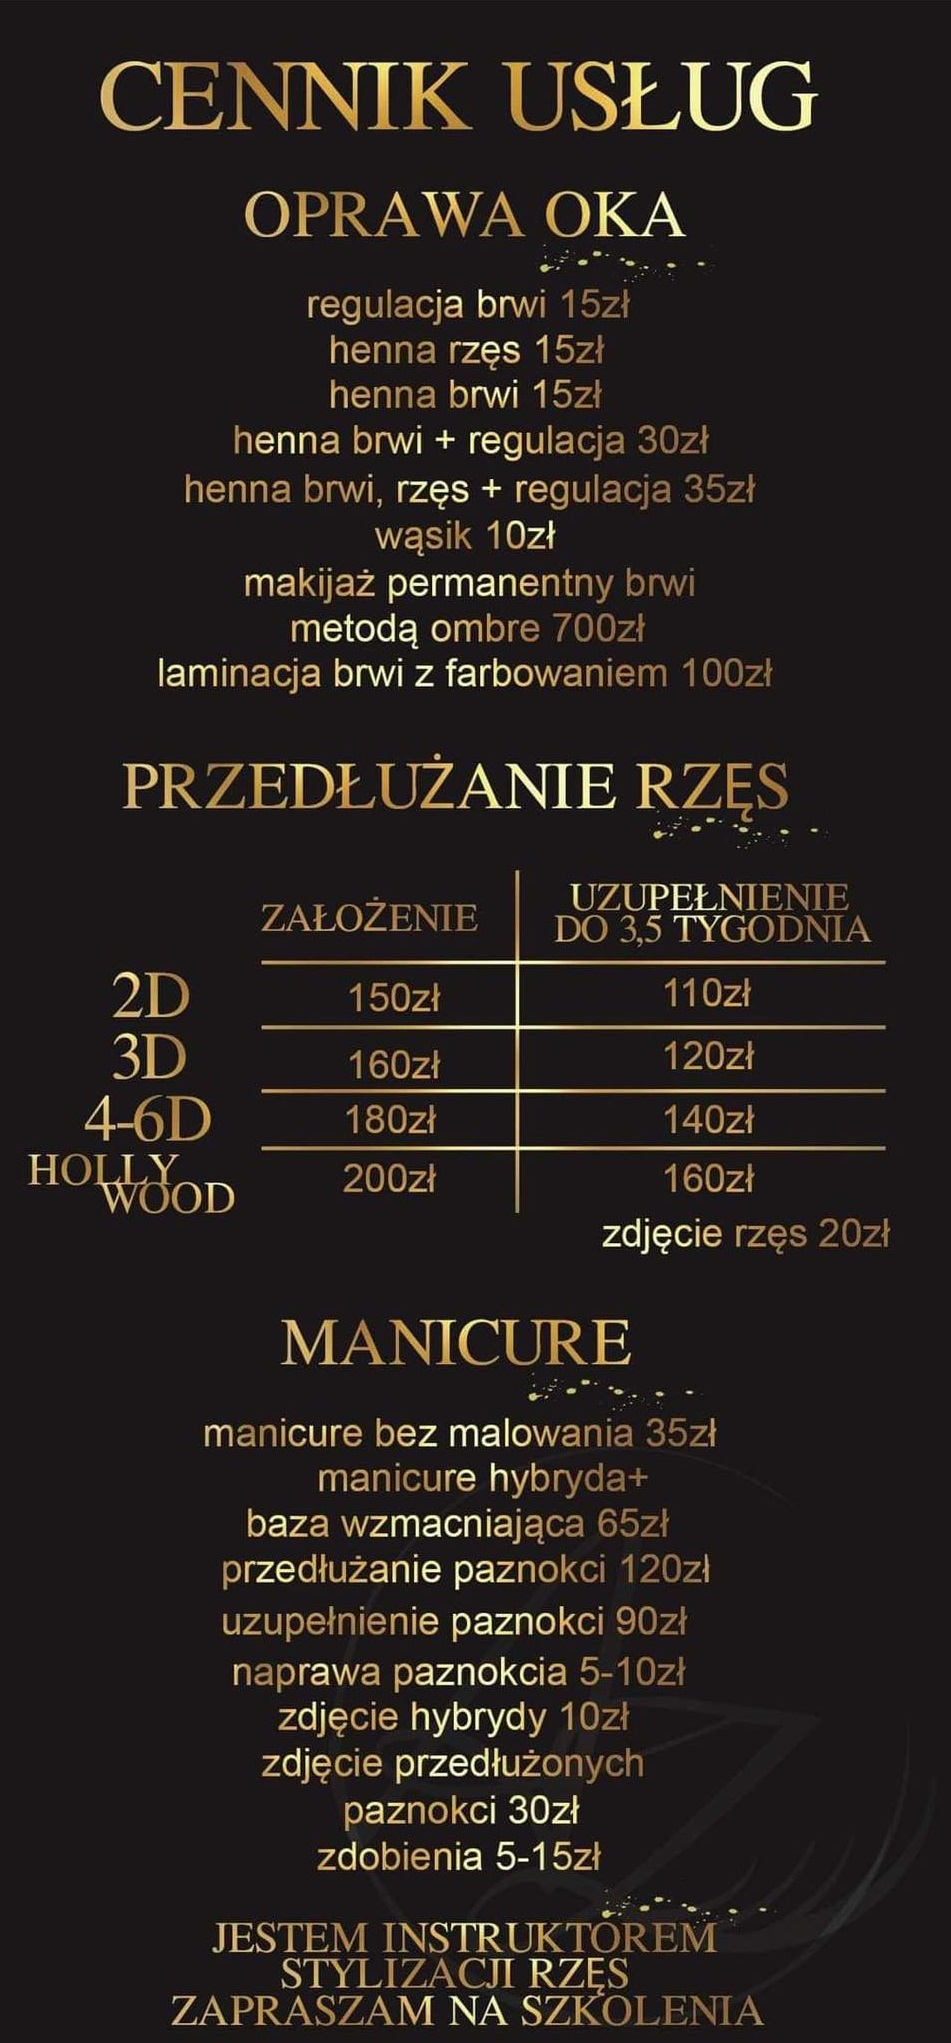 CENNIK USŁUG
OPRAWA OKA
regulacja brwi 15zł
henna rzęs 15zł
henna brwi 15zł
henna brwi + regulacja 30zł
henna brwi, rzęs + regulacja 35zł
wąsik 10zł
makijaż permanentny brwi
metodą ombre 700zł
laminacja brwi z farbowaniem 100zł
PRZEDŁUŻANIE RZĘS
ZAŁOŻENIE UZUPEŁNIENIE
DO 3,5 TYGODNIA
2D 150zł 110zł
3D 160zł 120zł
4-6D 180zł 140zł
HOLLY
WOOD 200zł 160zł
zdjęcie rzęs 20zł
MANICURE
manicure bez malowania 35zł
manicure hybryda+
baza wzmacniająca 65zł
przedłużanie paznokci 120zł
uzupełnienie paznokci 90zł
naprawa paznokcia 5-10zł
zdjęcie hybrydy 10zł
zdjęcie przedłużonych
paznokci 30zł
zdobienia 5-15zł
JESTEM INSTRUKTOREM
STYLIZACJI RZĘS
ZAPRASZAM NA SZKOLENIA